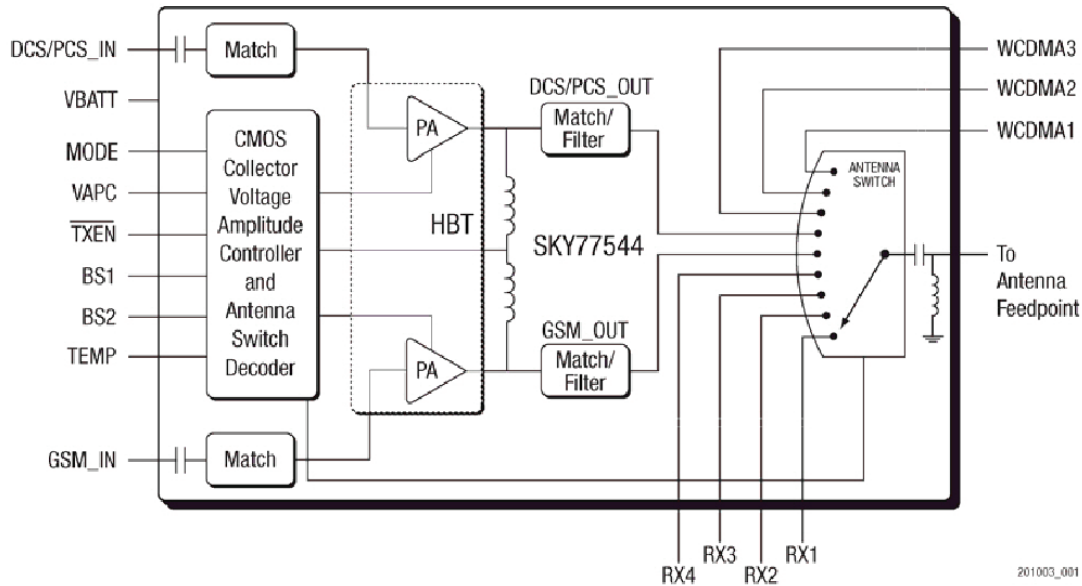 DCS/PCS_IN
Match
WCDMA3
VBATT
DCS/PCS_OUT
WCDMA2
PA
Match/
Filter
WCDMA1
MODE
CMOS
Collector
Voltage
Amplitude
Controller
and
Antenna
Switch
Decoder
ANTENNA
SWITCH
VAPC
TXEN
HBT
SKY77544
To
Antenna
Feedpoint
BS1
BS2
GSM_OUT
TEMP
PA
Match/
Filter
GSM_IN
Match
RX4
RX3
RX2
RX1
201003_001